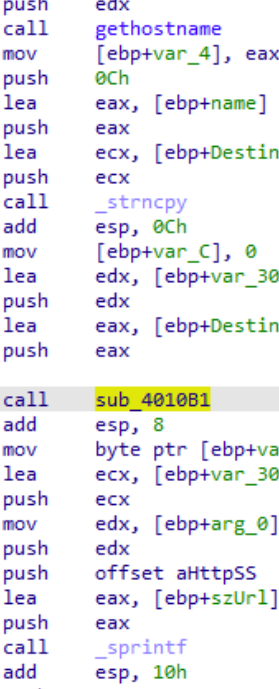 push edx
call gethostname
mov [ebp+var_4], eax
push 0Ch
lea eax, [ebp+name]
push eax
lea ecx, [ebp+Destin
push ecx
call _strncpy
add esp, 0Ch
mov [ebp+var_C], 0
lea edx, [ebp+var_30
push edx
lea eax, [ebp+Destin
push eax
call sub_4010B1
add esp, 8
mov byte ptr [ebp+va
lea ecx, [ebp+var_30
push ecx
mov edx, [ebp+arg_0]
push edx
push offset aHttpSS
lea eax, [ebp+szUrl]
push eax
call _sprintf
add esp, 10h